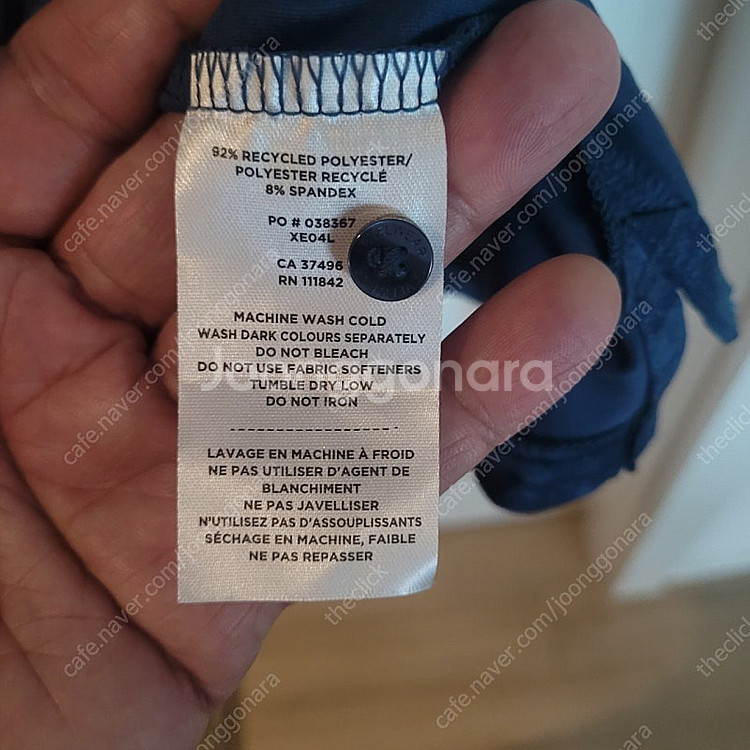 92% RECYCLED POLYESTER/
POLYESTER RECYCLÉ
8% SPANDEX
PO # 038367
XE04L
CA 37496
RN 111842
MACHINE WASH COLD
WASH DARK COLOURS SEPARATELY
DO NOT BLEACH
DO NOT USE FABRIC SOFTENERS
Joonggonara
TUMBLE DRY LOW
DO NOT IRON
LAVAGE EN MACHINE À FROID
NE PAS UTILISER D'AGENT DE
BLANCHIMENT
NE PAS JAVELLISER
N'UTILISEZ PAS D'ASSOUPLISSANTS
SÉCHAGE EN MACHINE, FAIBLE
NE PAS REPASSER
theclick
cafe.naver.com/joonggonara